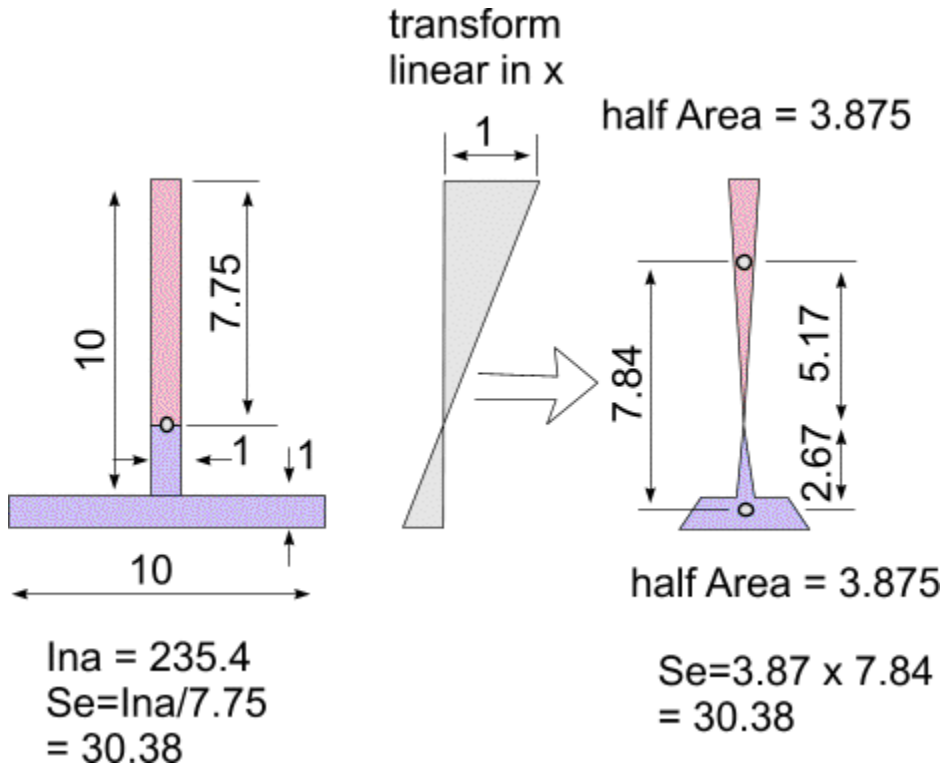 transform
linear in x
half Area = 3.875
1
10
7.75
1
1
10
7.84
5.17
2.67
half Area = 3.875
Ina = 235.4
Se=Ina/7.75
= 30.38
Se=3.87 x 7.84
= 30.38